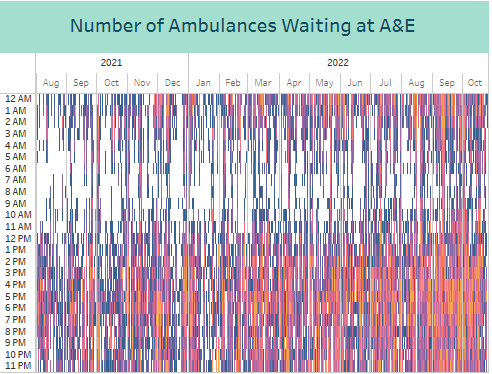 Number of Ambulances Waiting at A&E
2021 2022
Aug Sep Oct Nov Dec Jan Feb Mar Apr May Jun Jul Aug Sep Oct
12 AM
1 AM
2 AM
3 AM
4 AM
5 AM
6 AM
7 AM
8 AM
9 AM
10 AM
11 AM
12 PM
1 PM
2 PM
3 PM
4 PM
5 PM
6 PM
7 PM
8 PM
9 PM
10 PM
11 PM